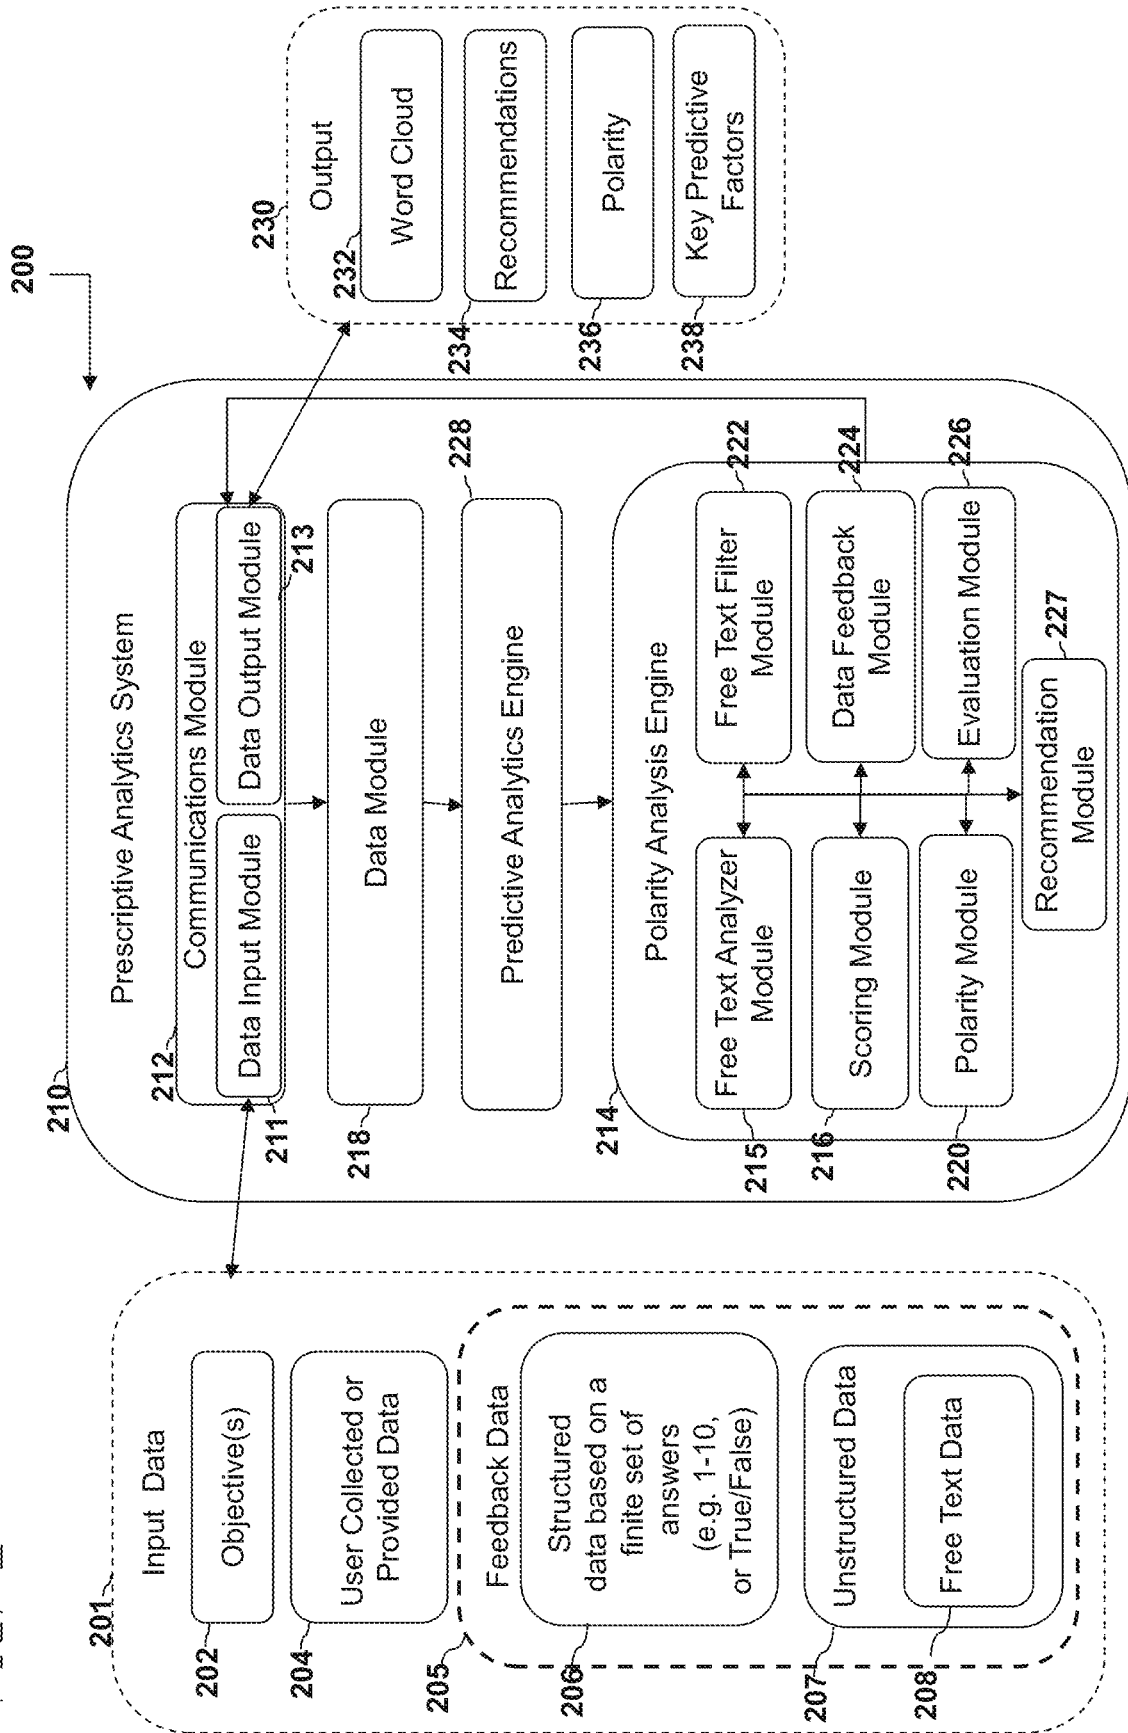 200
201
Input Data
202
Objective(s)
204
User Collected or
Provided Data
205
Feedback Data
206
Structured
data based on a
finite set of
answers
(e.g. 1-10,
or True/False)
207
Unstructured Data
208
Free Text Data
210
Prescriptive Analytics System
212
Communications Module
Data Input Module
211
Data Output Module
213
218
Data Module
228
Predictive Analytics Engine
214
Polarity Analysis Engine
215
Free Text Analyzer
Module
222
Free Text Filter
Module
216
Scoring Module
224
Data Feedback
Module
220
Polarity Module
226
Evaluation Module
227
Recommendation
Module
230
Output
232
Word Cloud
234
Recommendations
236
Polarity
238
Key Predictive
Factors